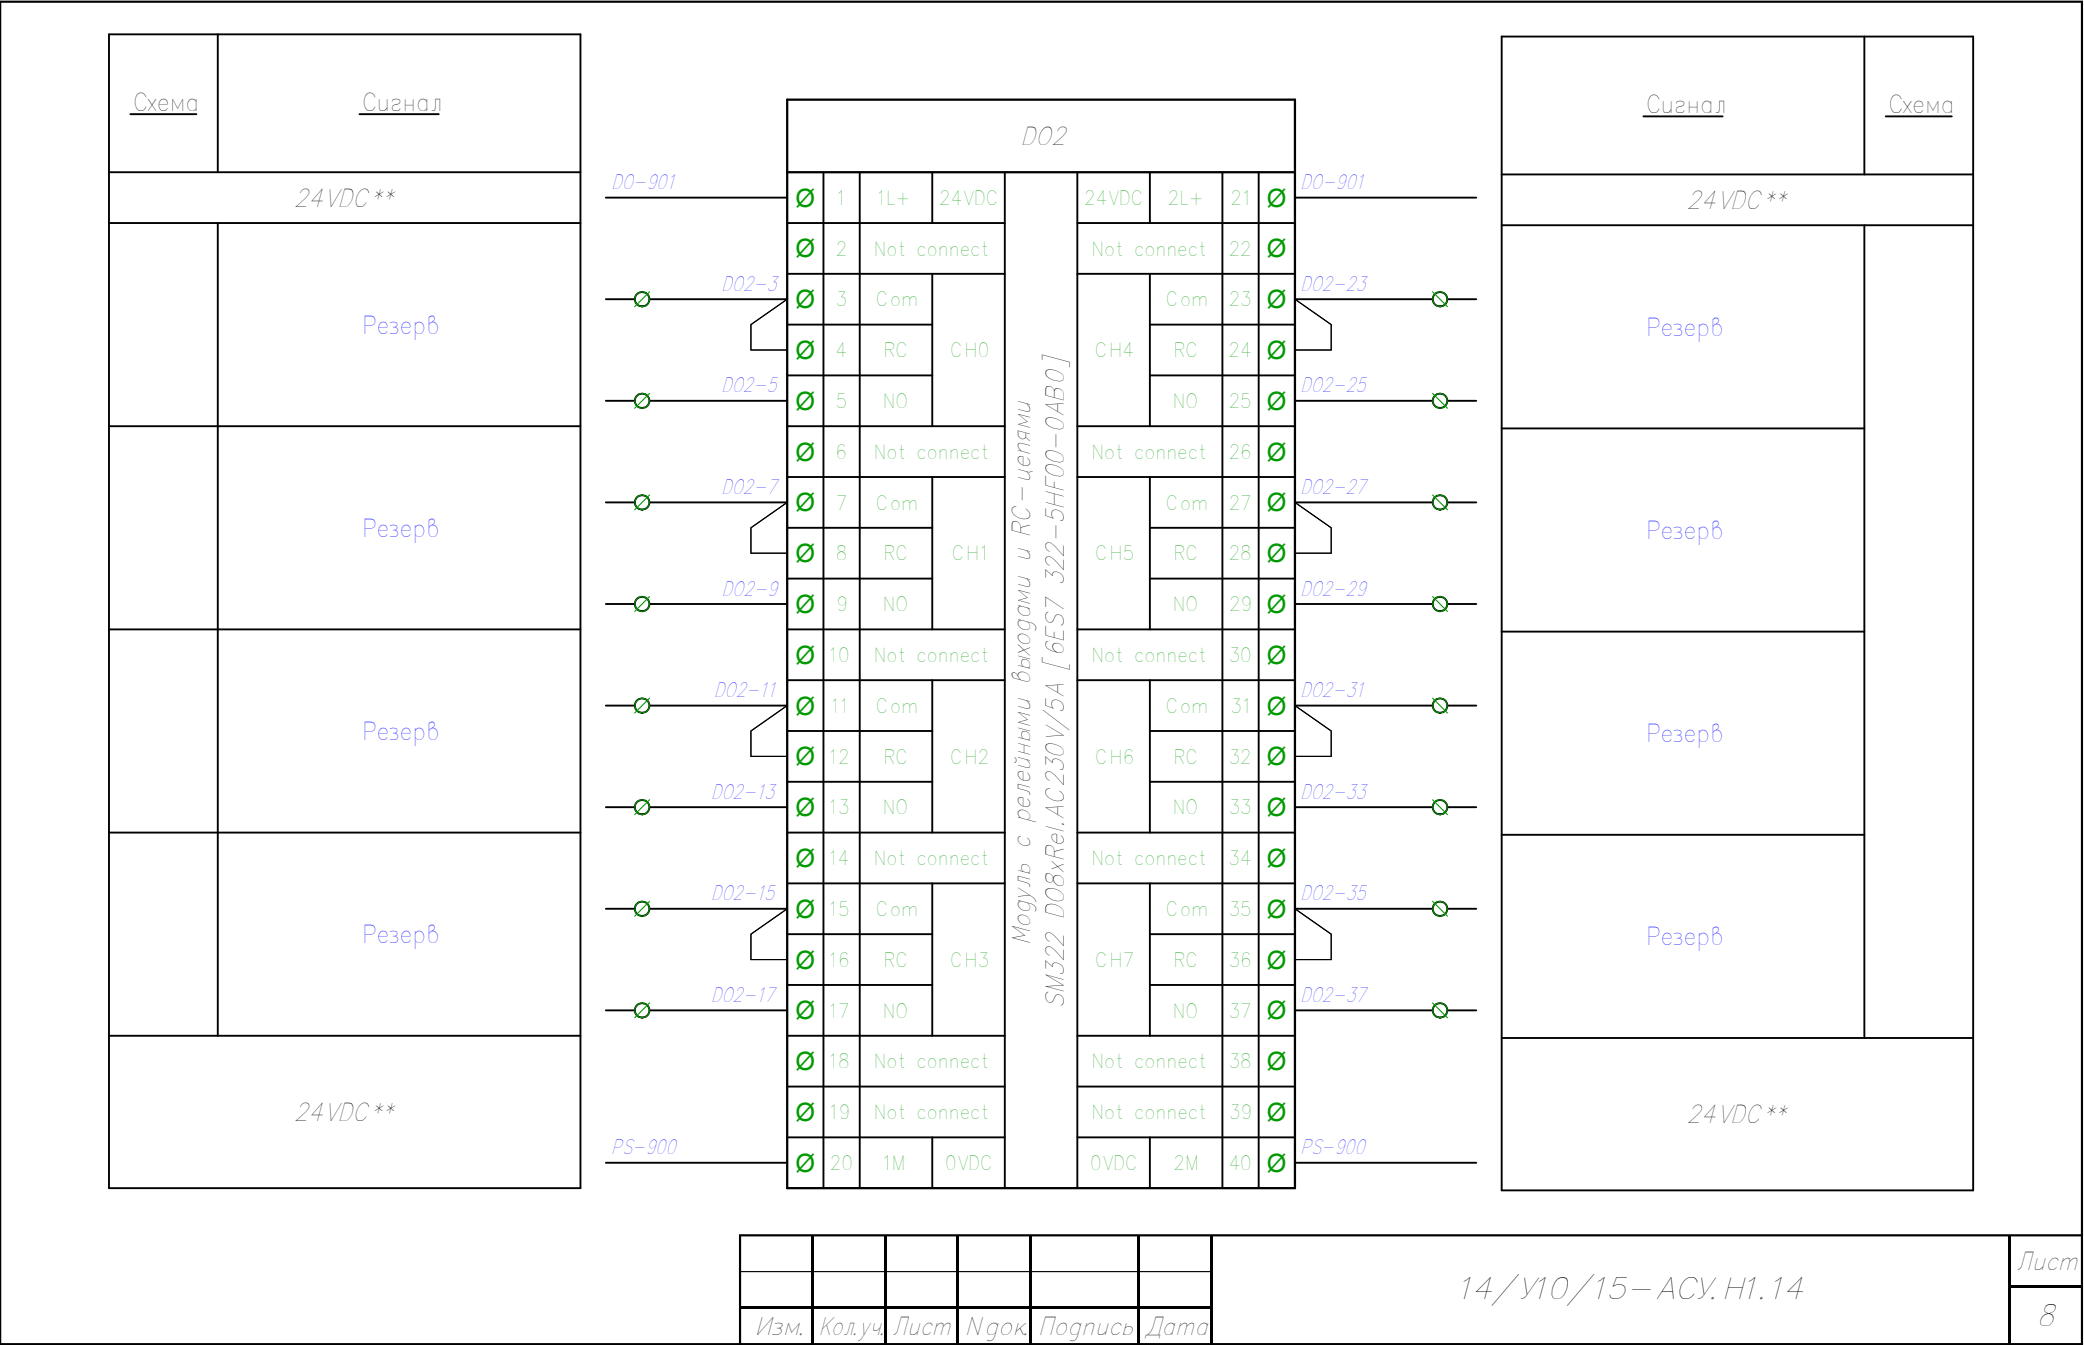 Схема Сигнал
Сигнал Схема
DO2
24VDC**
DO-901 1 1L+ 24VDC 24VDC 2L+ 21 DO-901
24VDC**
2 Not connect Not connect 22
DO2-3 3 Com Com 23 DO2-23
Резерв Резерв
4 RC CH0 CH4 RC 24
DO2-5 5 NO NO 25 DO2-25
6 Not connect Not connect 26
DO2-7 7 Com Com 27 DO2-27
Резерв Резерв
8 RC CH1 CH5 RC 28
DO2-9 9 NO NO 29 DO2-29
10 Not connect Not connect 30
DO2-11 11 Com Com 31 DO2-31
Резерв Резерв
12 RC CH2 CH6 RC 32
DO2-13 13 NO NO 33 DO2-33
14 Not connect Not connect 34
DO2-15 15 Com Com 35 DO2-35
Резерв Резерв
16 RC CH3 CH7 RC 36
DO2-17 17 NO NO 37 DO2-37
18 Not connect Not connect 38
24VDC** 19 Not connect Not connect 39 24VDC**
PS-900 20 1M 0VDC 0VDC 2M 40 PS-900
Модуль с релейными выходами и RC-цепями
SM322 DO8xRel.AC230V/5A [6ES7 322-5HF00-0AB0]
Изм. Кол.уч. Лист Nдок. Подпись Дата
14/У10/15-АСУ.Н1.14
Лист
8